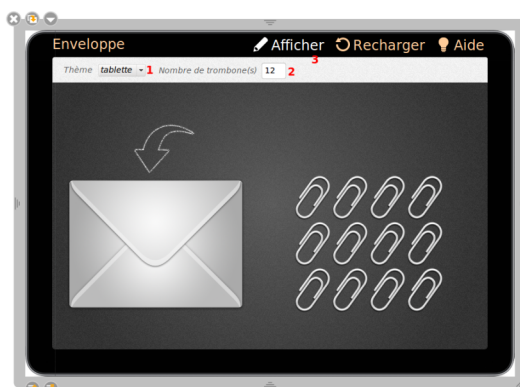 Enveloppe Afficher Recharger Aide
3
Thème tablette 1 Nombre de trombone(s) 12 2